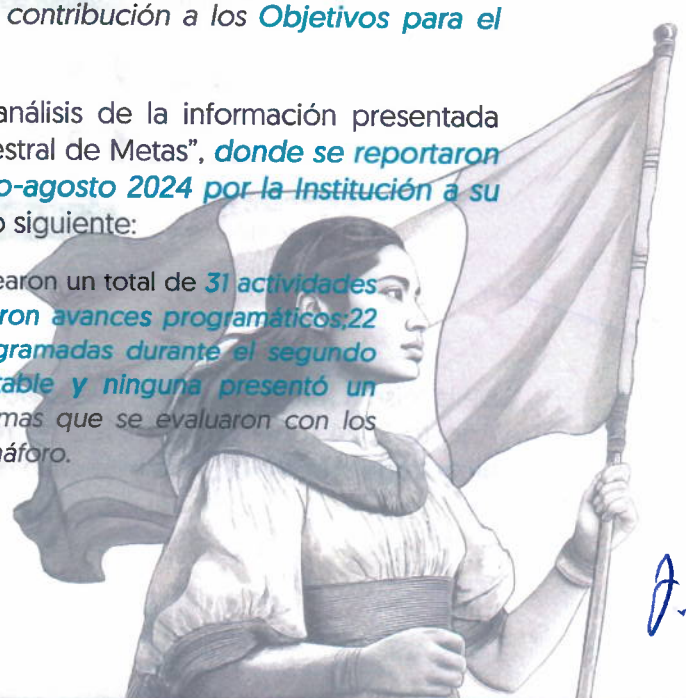 contribución a los Objetivos para el
análisis de la información presentada
estral de Metas", donde se reportaron
o-agosto 2024 por la Institución a su
o siguiente:
earon un total de 31 actividades
ron avances programáticos;22
gramadas durante el segundo
table y ninguna presentó un
mas que se evaluaron con los
áforo.